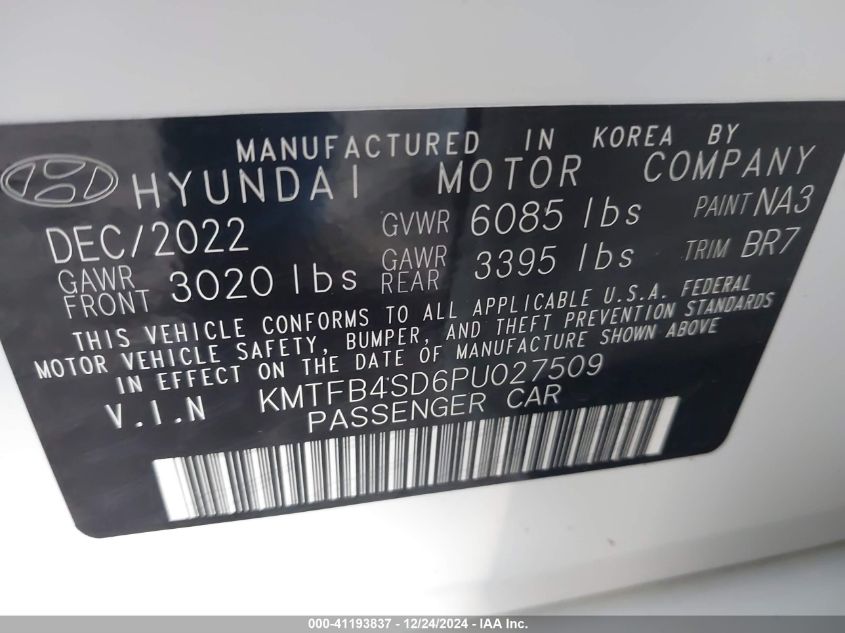 MANUFACTURED IN KOREA BY
HYUNDAI MOTOR COMPANY
DEC/2022 GVWR 6085 lbs PAINT NA3
GAWR FRONT 3020 lbs GAWR REAR 3395 lbs TRIM BR7
THIS VEHICLE CONFORMS TO ALL APPLICABLE U.S.A. FEDERAL
MOTOR VEHICLE SAFETY, BUMPER, AND THEFT PREVENTION STANDARDS
IN EFFECT ON THE DATE OF MANUFACTURE SHOWN ABOVE
V.I.N KMTFB4SD6PU027509
PASSENGER CAR
000-41193837 - 12/24/2024 - IAA Inc.